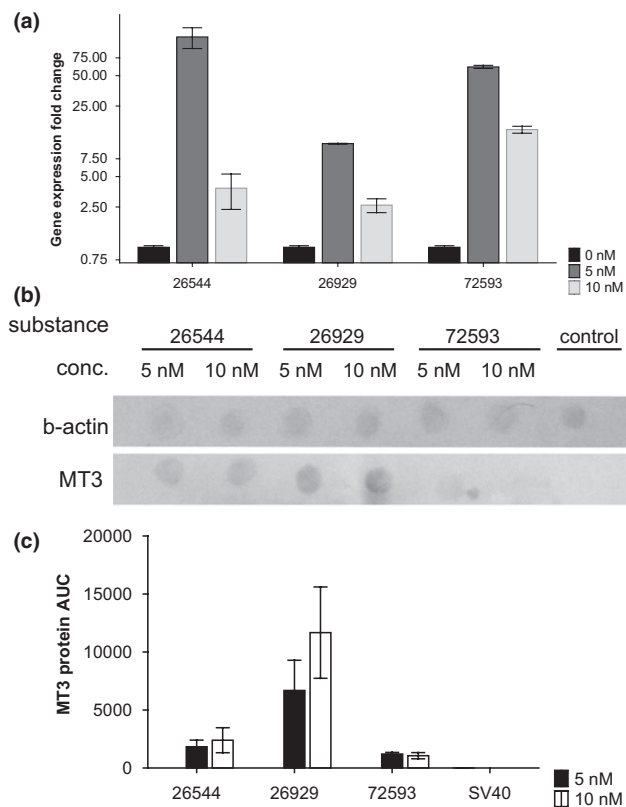 (a)
Gene expression fold change
75.00
50.00
25.00
7.50
5.00
2.50
0.75
26544 26929 72593
0 nM
5 nM
10 nM
(b)
substance 26544 26929 72593 control
conc. 5 nM 10 nM 5 nM 10 nM 5 nM 10 nM
b-actin
MT3
(c)
MT3 protein AUC
20000
15000
10000
5000
0
26544 26929 72593 SV40
5 nM
10 nM